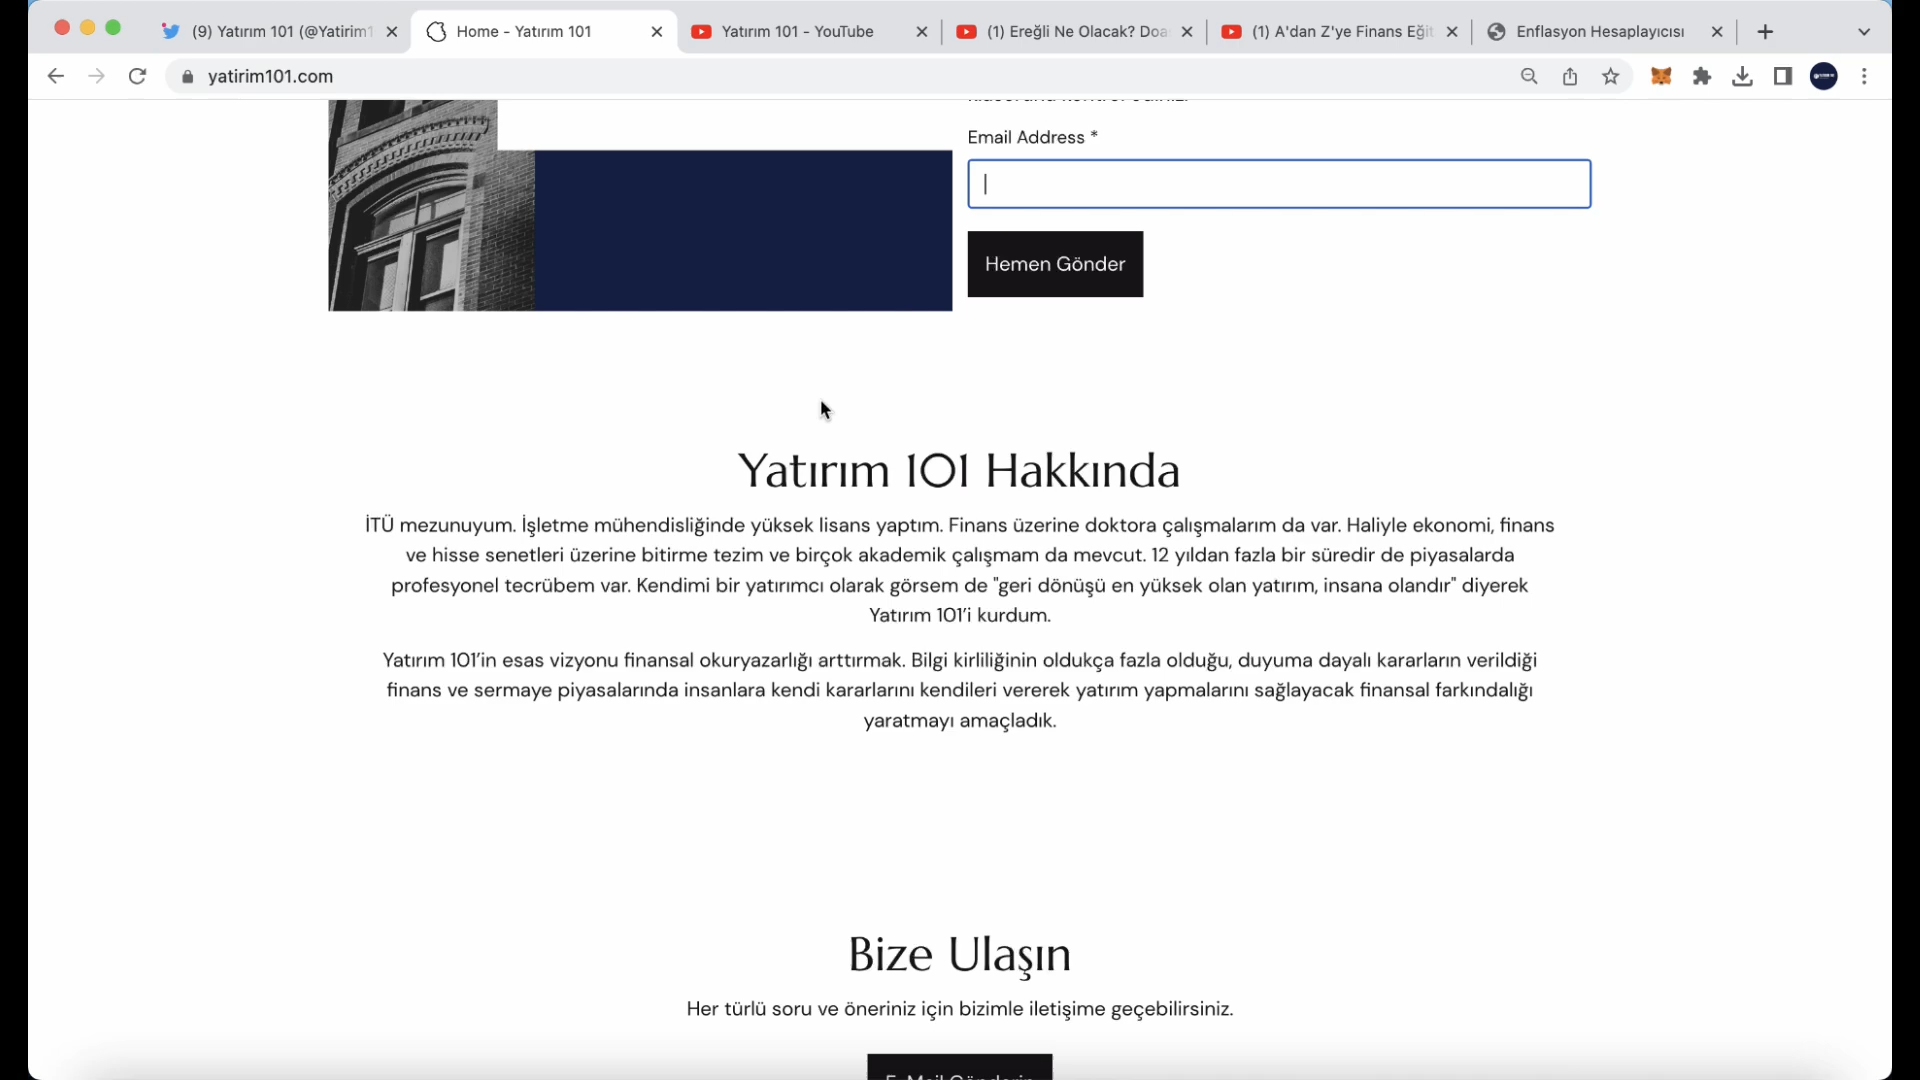 (9) Yatırım 101 (@Yatirim1
Home - Yatırım 101
Yatırım 101 - YouTube
(1) Ereğli Ne Olacak? Doa
(1) A'dan Z'ye Finans Eğit
Enflasyon Hesaplayıcısı
yatirim101.com
Email Address *
Hemen Gönder
Yatırım 101 Hakkında
İTÜ mezunuyum. İşletme mühendisliğinde yüksek lisans yaptım. Finans üzerine doktora çalışmalarım da var. Haliyle ekonomi, finans
ve hisse senetleri üzerine bitirme tezim ve birçok akademik çalışmam da mevcut. 12 yıldan fazla bir süredir de piyasalarda
profesyonel tecrübem var. Kendimi bir yatırımcı olarak görsem de "geri dönüşü en yüksek olan yatırım, insana olandır" diyerek
Yatırım 101'i kurdum.
Yatırım 101'in esas vizyonu finansal okuryazarlığı arttırmak. Bilgi kirliliğinin oldukça fazla olduğu, duyuma dayalı kararların verildiği
finans ve sermaye piyasalarında insanlara kendi kararlarını kendileri vererek yatırım yapmalarını sağlayacak finansal farkındalığı
yaratmayı amaçladık.
Bize Ulaşın
Her türlü soru ve öneriniz için bizimle iletişime geçebilirsiniz.
E-Mail Gönderin